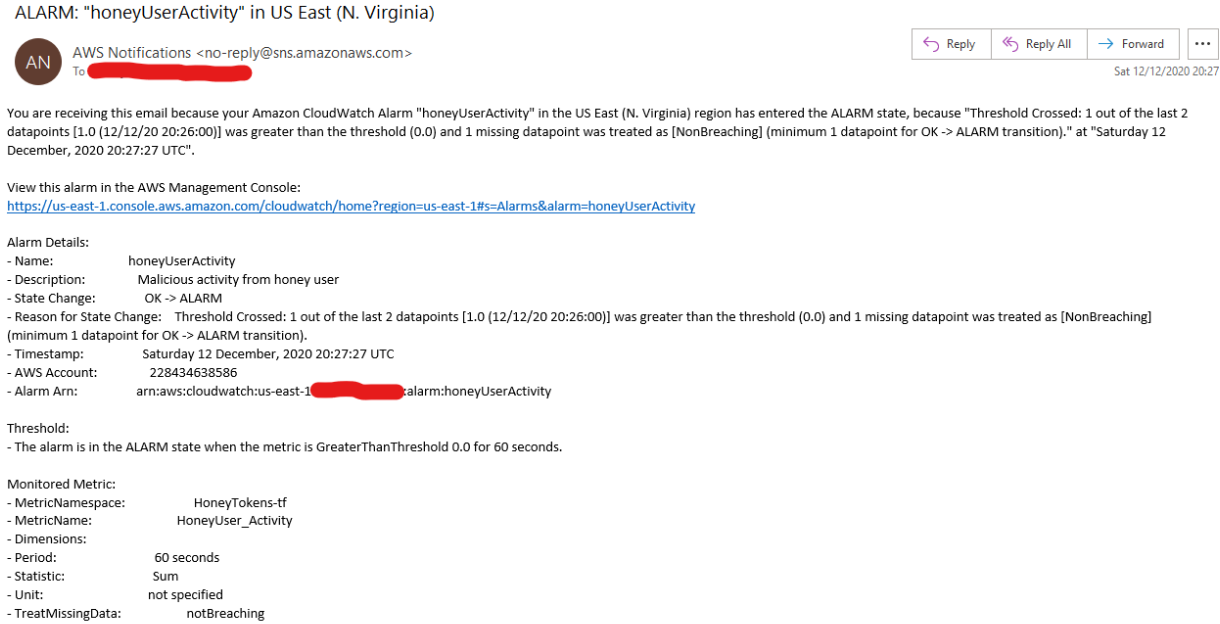 ALARM: "honeyUserActivity" in US East (N. Virginia)
AN
AWS Notifications <no-reply@sns.amazonaws.com>
To
Reply
Reply All
Forward
...
Sat 12/12/2020 20:27
You are receiving this email because your Amazon CloudWatch Alarm "honeyUserActivity" in the US East (N. Virginia) region has entered the ALARM state, because "Threshold Crossed: 1 out of the last 2
datapoints [1.0 (12/12/20 20:26:00)] was greater than the threshold (0.0) and 1 missing datapoint was treated as [NonBreaching] (minimum 1 datapoint for OK -> ALARM transition)." at "Saturday 12
December, 2020 20:27:27 UTC".
View this alarm in the AWS Management Console:
https://us-east-1.console.aws.amazon.com/cloudwatch/home?region=us-east-1#s=Alarms&alarm=honeyUserActivity
Alarm Details:
- Name: honeyUserActivity
- Description: Malicious activity from honey user
- State Change: OK -> ALARM
- Reason for State Change: Threshold Crossed: 1 out of the last 2 datapoints [1.0 (12/12/20 20:26:00)] was greater than the threshold (0.0) and 1 missing datapoint was treated as [NonBreaching]
(minimum 1 datapoint for OK -> ALARM transition).
- Timestamp: Saturday 12 December, 2020 20:27:27 UTC
- AWS Account: 228434638586
- Alarm Arn: arn:aws:cloudwatch:us-east-1 :alarm:honeyUserActivity
Threshold:
- The alarm is in the ALARM state when the metric is GreaterThanThreshold 0.0 for 60 seconds.
Monitored Metric:
- MetricNamespace: HoneyTokens-tf
- MetricName: HoneyUser_Activity
- Dimensions:
- Period: 60 seconds
- Statistic: Sum
- Unit: not specified
- TreatMissingData: notBreaching